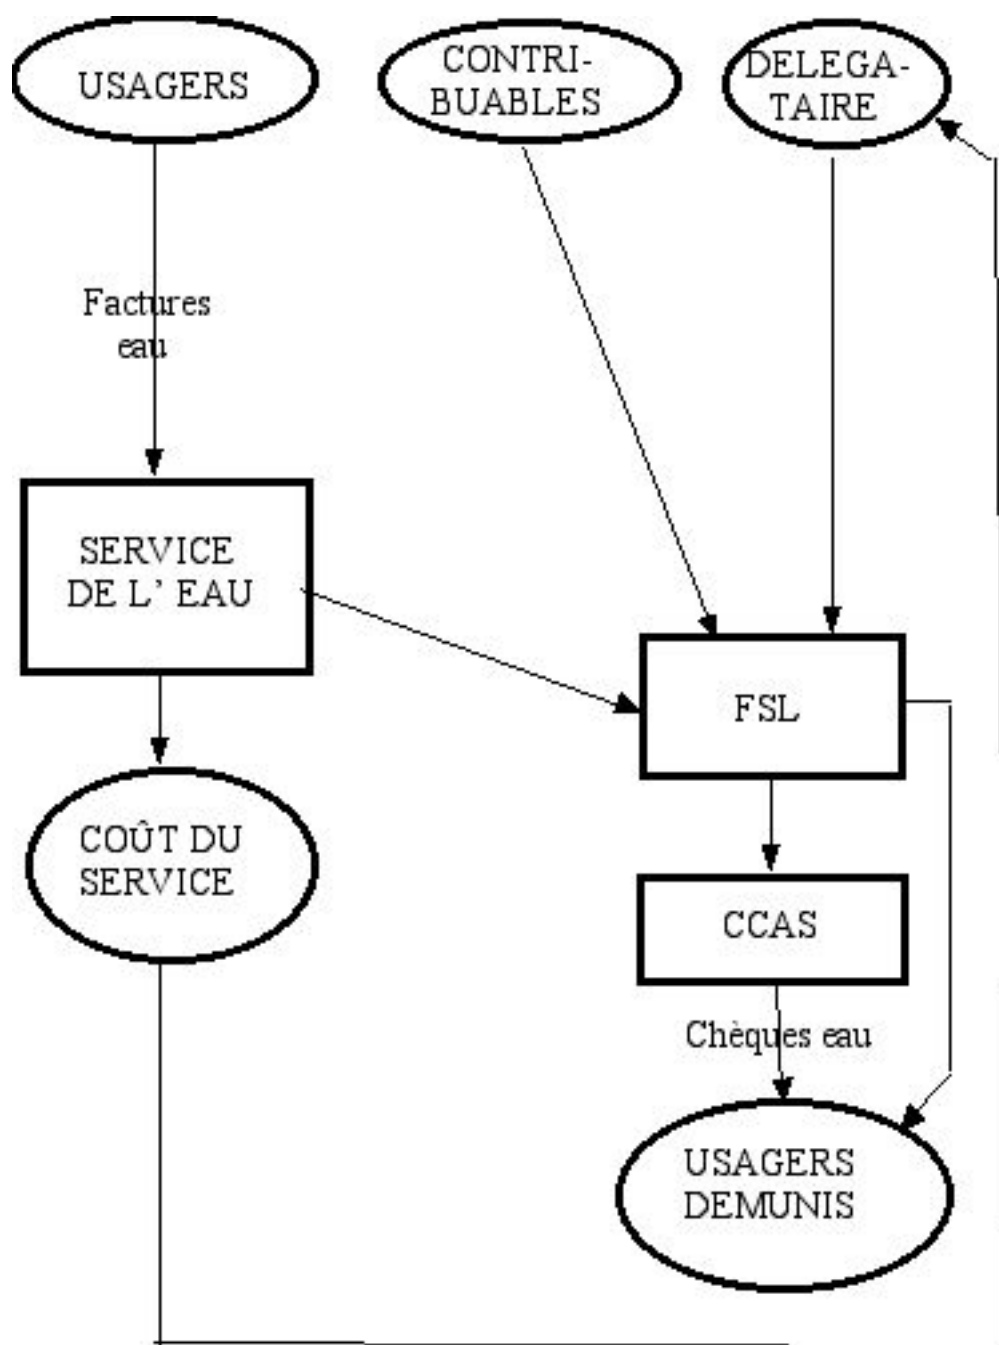 USAGERS
CONTRI-
BUABLES
DELEGA-
TAIRE
Factures
eau
SERVICE
DE L' EAU
FSL
COÛT DU
SERVICE
CCAS
Chèques eau
USAGERS
DEMUNIS